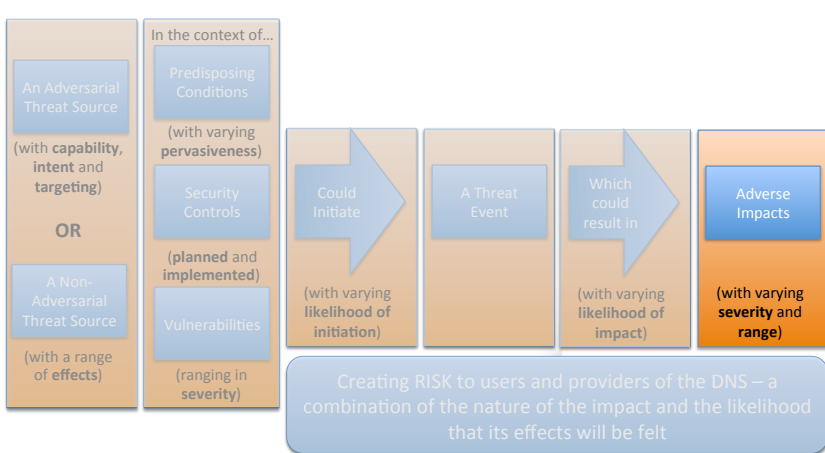 An Adversarial
Threat Source
(with capability,
intent and
targeting)
OR
A Non-
Adversarial
Threat Source
(with a range
of effects)
In the context of…
Predisposing
Conditions
(with varying
pervasiveness)
Security
Controls
(planned and
implemented)
Vulnerabilities
(ranging in
severity)
Could
Initiate
(with varying
likelihood of
initiation)
A Threat
Event
Which
could
result in
(with varying
likelihood of
impact)
Adverse
Impacts
(with varying
severity and
range)
Creating RISK to users and providers of the DNS – a
combination of the nature of the impact and the likelihood
that its effects will be felt